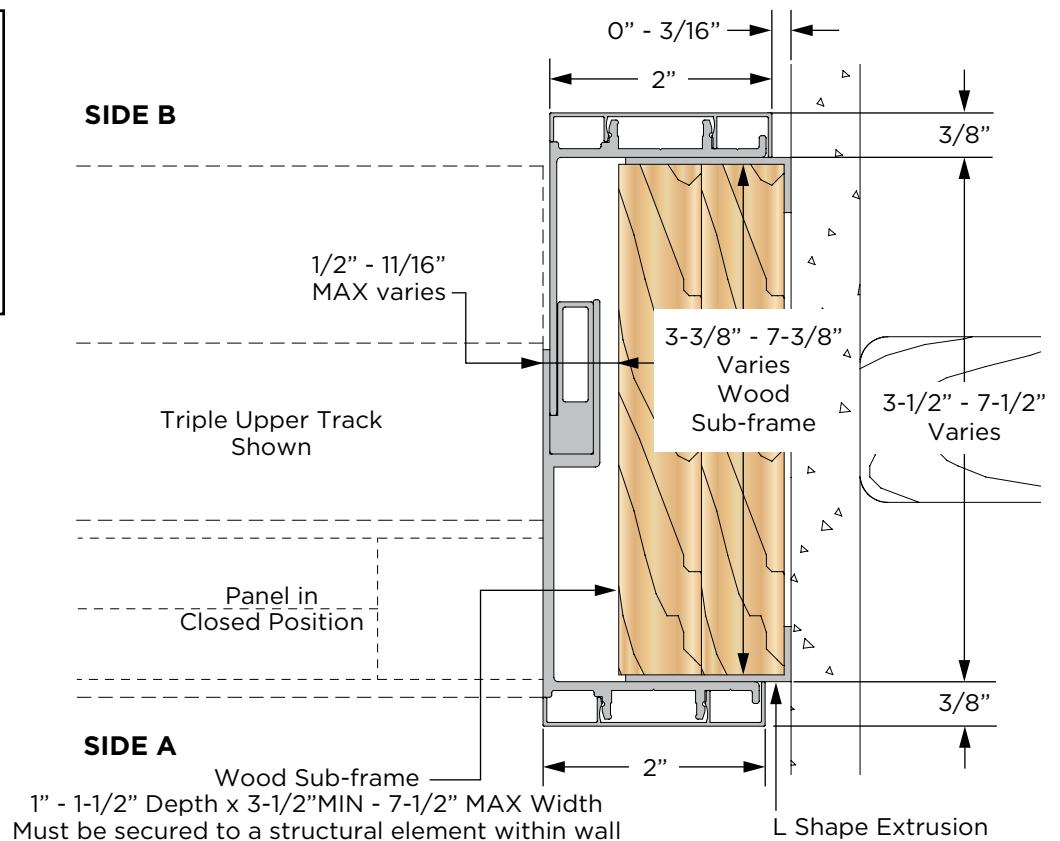 0” - 3/16”
2”
SIDE B
3/8”
1/2” - 11/16”
MAX varies
3-3/8” - 7-3/8”
Varies
Wood
Sub-frame
3-1/2” - 7-1/2”
Varies
Triple Upper Track
Shown
Panel in
Closed Position
3/8”
SIDE A
2”
Wood Sub-frame
1” - 1-1/2” Depth x 3-1/2”MIN - 7-1/2” MAX Width
Must be secured to a structural element within wall
L Shape Extrusion